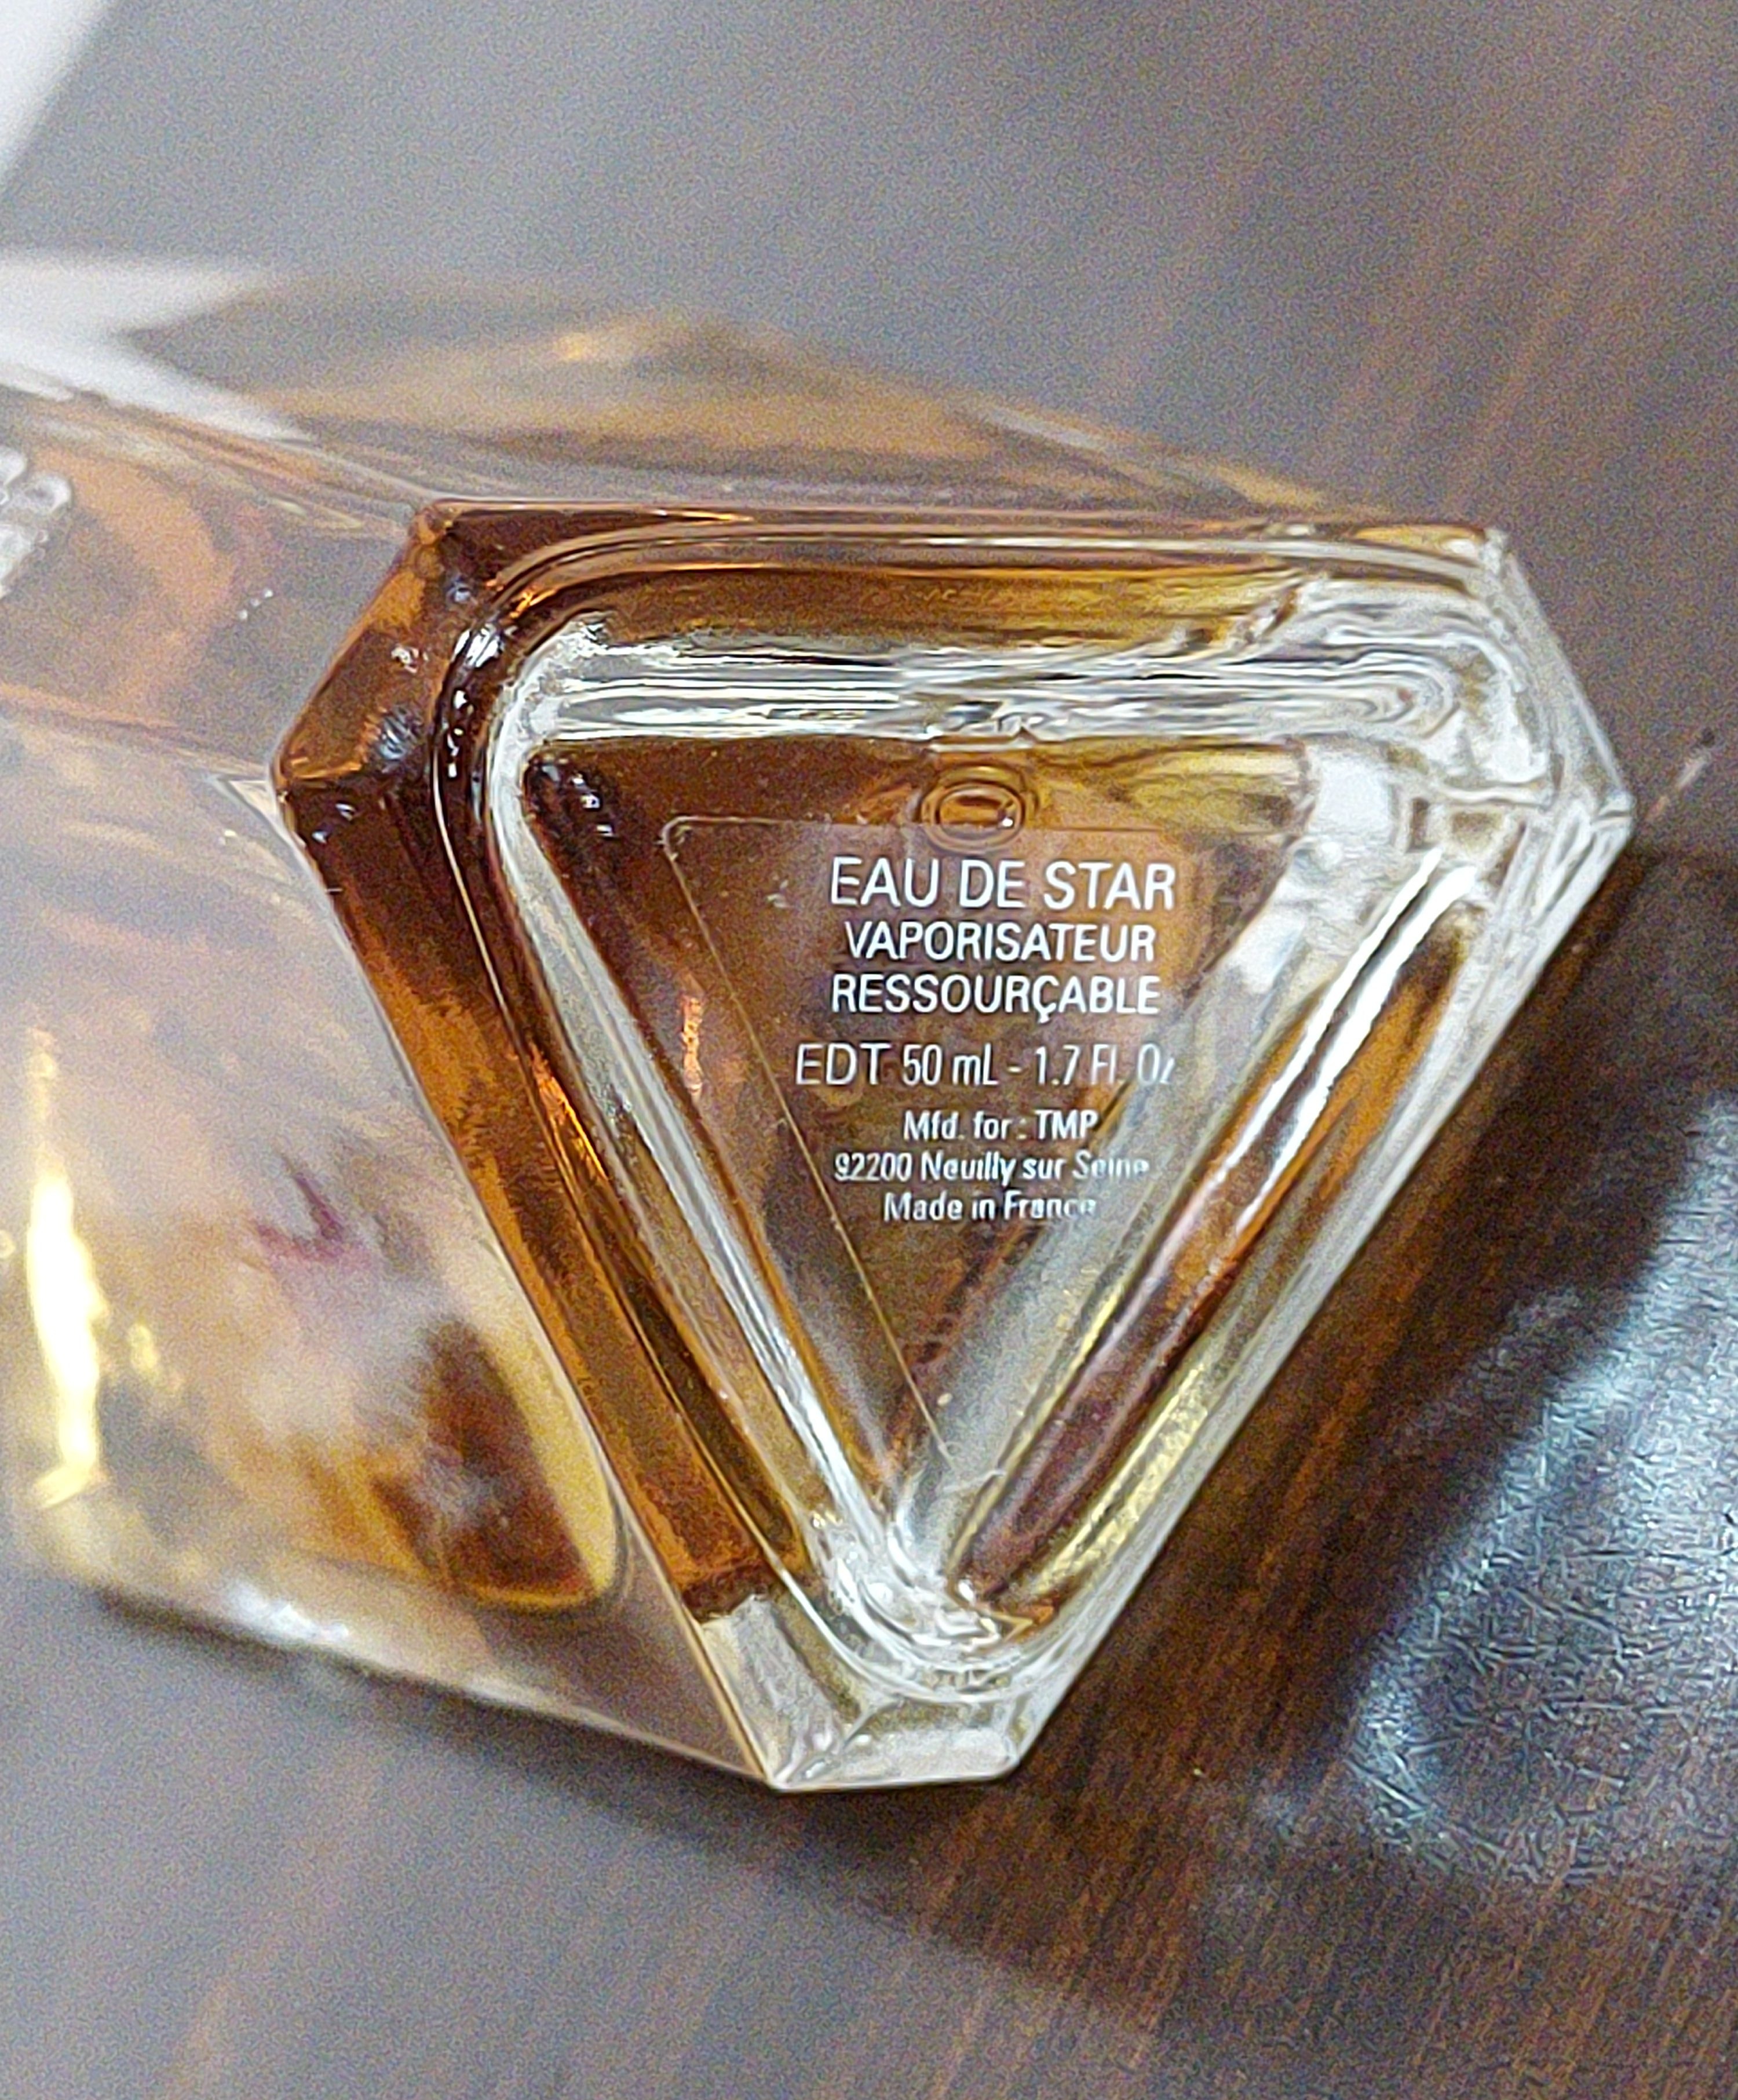 EAU DE STAR
VAPORISATEUR
RESSOURÇABLE
EDT 50 mL - 1.7 Fl. Oz
Mfd. for : TMP
92200 Neuilly sur Seine
Made in France